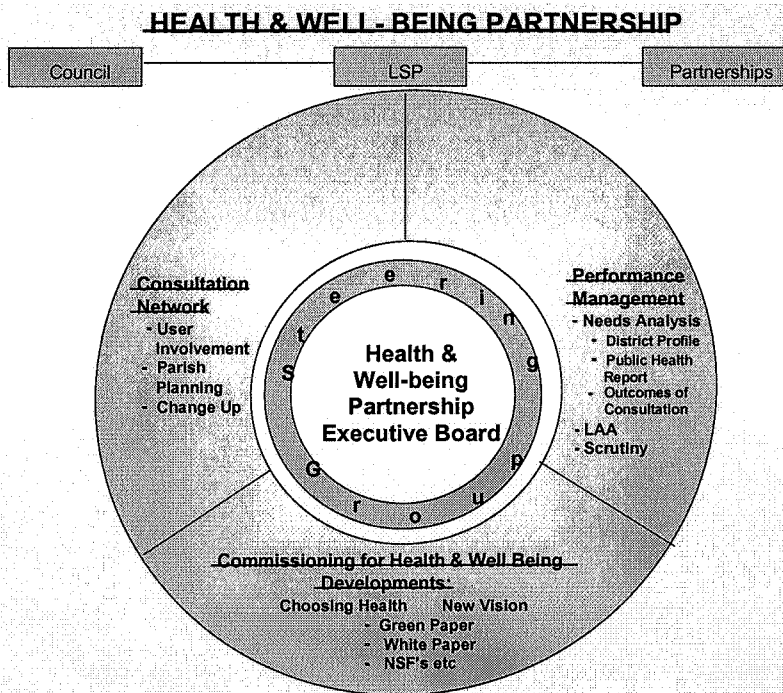 HEALTH & WELL-BEING PARTNERSHIP
Council
LSP
Partnerships
Consultation
Network
- User
Involvement
- Parish
Planning
- Change Up
Steering
Group
Health &
Well-being
Partnership
Executive Board
Performance
Management
- Needs Analysis
- District Profile
- Public Health
Report
- Outcomes of
Consultation
- LAA
- Scrutiny
Commissioning for Health & Well Being
Developments:
Choosing Health New Vision
- Green Paper
- White Paper
- NSF's etc